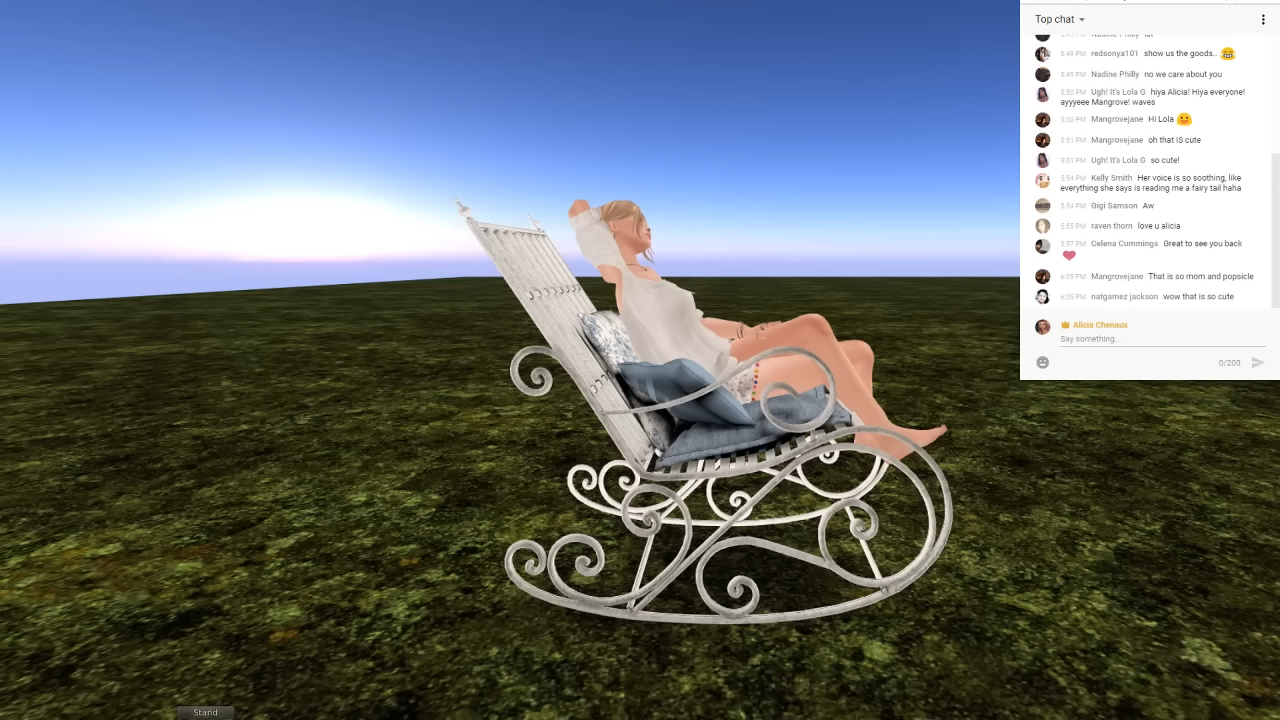 Top chat
5:49 PM Nadine Philly lol
5:49 PM redsonya101 show us the goods..
5:49 PM Nadine Philly no we care about you
5:50 PM Ugh! It's Lola G hiya Alicia! Hiya everyone!
ayyyeee Mangrove! waves
5:50 PM Mangrovejane Hi Lola
5:51 PM Mangrovejane oh that IS cute
5:51 PM Ugh! It's Lola G so cute!
5:54 PM Kelly Smith Her voice is so soothing, like
everything she says is reading me a fairy tail haha
5:54 PM Gigi Samson Aw
5:55 PM raven thorn love u alicia
5:57 PM Celena Cummings Great to see you back
6:05 PM Mangrovejane That is so mom and popsicle
6:05 PM natgamez jackson wow that is so cute
Alicia Chenaux
Say something...
0/200
Stand